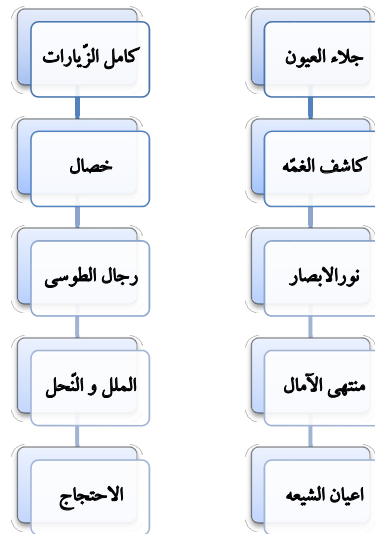 جلاء العیون
کاشف الغمّه
نورالابصار
منتهی الآمال
اعیان الشیعه
کامل الزّیارات
خصال
رجال الطوسی
الملل و النّحل
الاحتجاج